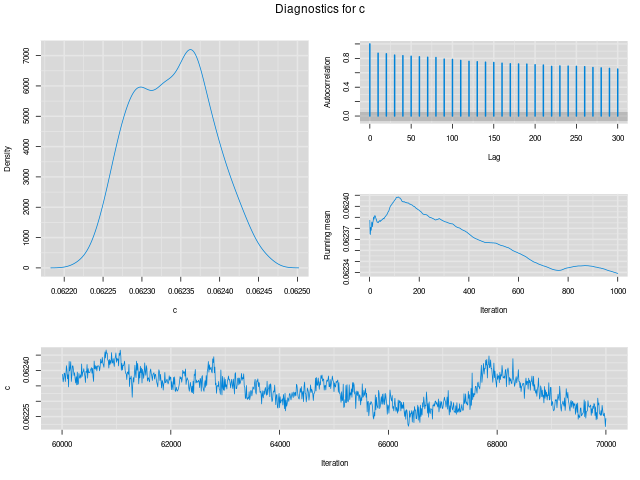 Diagnostics for c
Density
0 1000 2000 3000 4000 5000 6000 7000
0.06220 0.06225 0.06230 0.06235 0.06240 0.06245 0.06250
c
Autocorrelation
0.0 0.4 0.8
0 50 100 150 200 250 300
Lag
Running mean
0.06234 0.06237 0.06240
0 200 400 600 800 1000
Iteration
c
0.06225 0.06240
60000 62000 64000 66000 68000 70000
Iteration